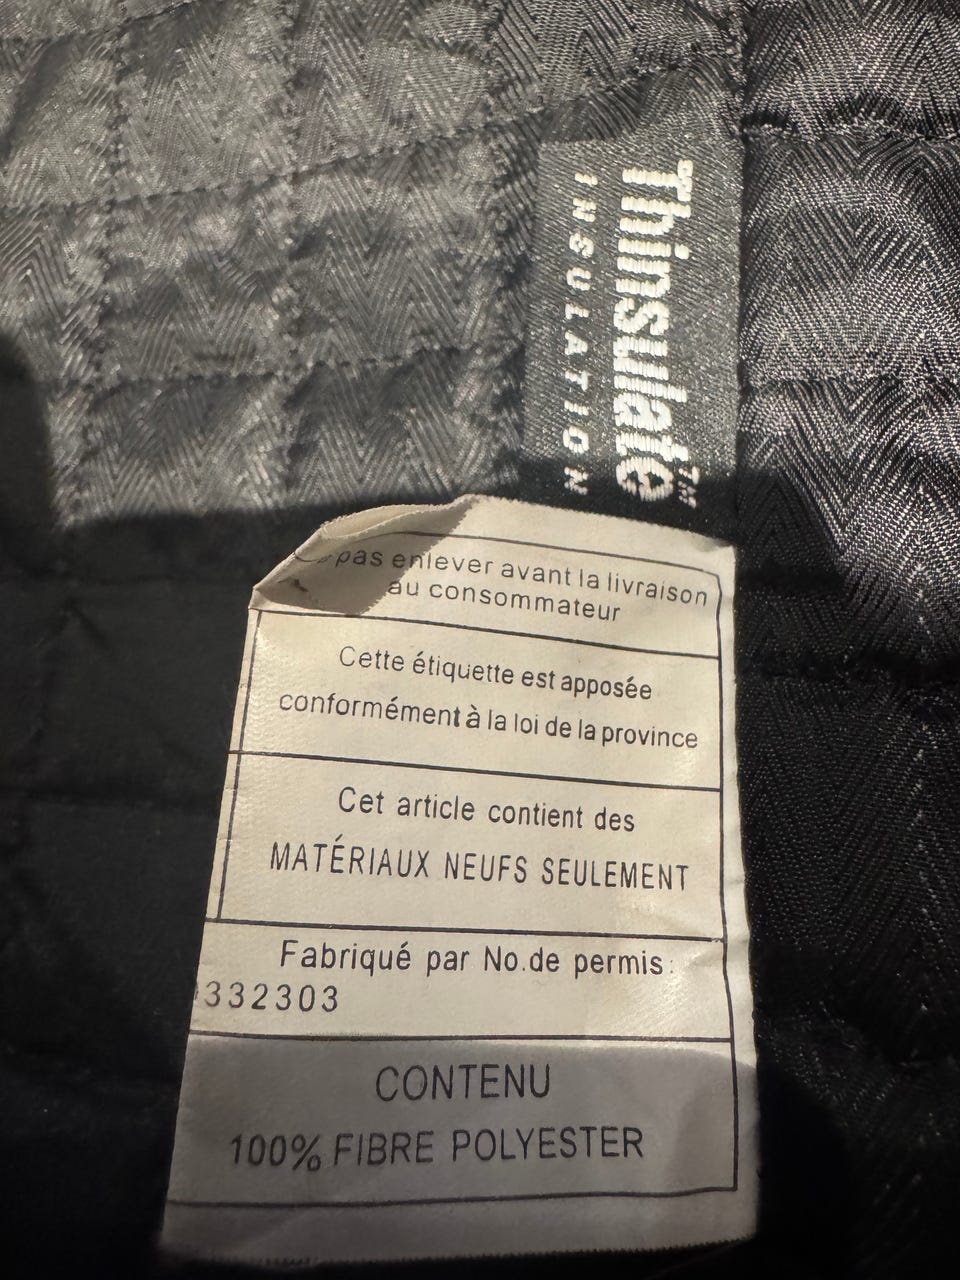 Thinsulate™
INSULATION
pas enlever avant la livraison
au consommateur
Cette étiquette est apposée
conformément à la loi de la province
Cet article contient des
MATÉRIAUX NEUFS SEULEMENT
Fabriqué par No.de permis:
332303
CONTENU
100% FIBRE POLYESTER